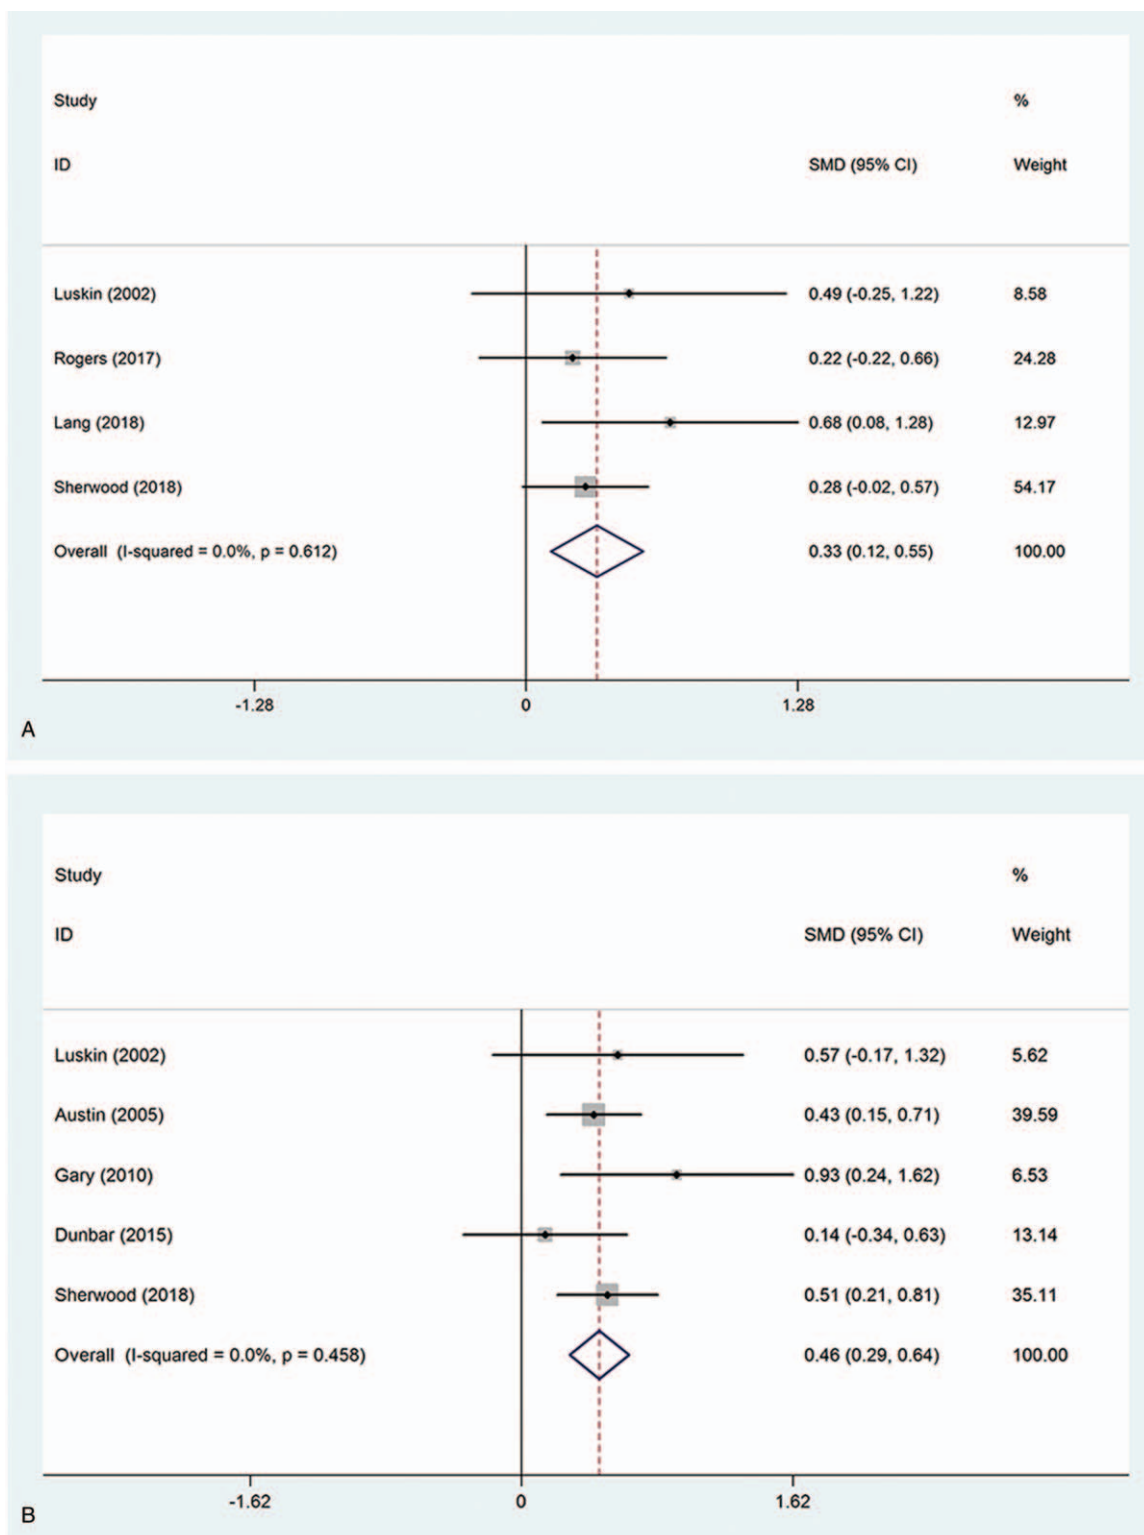 Study %
ID SMD (95% CI) Weight
Luskin (2002) 0.49 (-0.25, 1.22) 8.58
Rogers (2017) 0.22 (-0.22, 0.66) 24.28
Lang (2018) 0.68 (0.08, 1.28) 12.97
Sherwood (2018) 0.28 (-0.02, 0.57) 54.17
Overall (I-squared = 0.0%, p = 0.612) 0.33 (0.12, 0.55) 100.00
-1.28 0 1.28
A
Study %
ID SMD (95% CI) Weight
Luskin (2002) 0.57 (-0.17, 1.32) 5.62
Austin (2005) 0.43 (0.15, 0.71) 39.59
Gary (2010) 0.93 (0.24, 1.62) 6.53
Dunbar (2015) 0.14 (-0.34, 0.63) 13.14
Sherwood (2018) 0.51 (0.21, 0.81) 35.11
Overall (I-squared = 0.0%, p = 0.458) 0.46 (0.29, 0.64) 100.00
-1.62 0 1.62
B